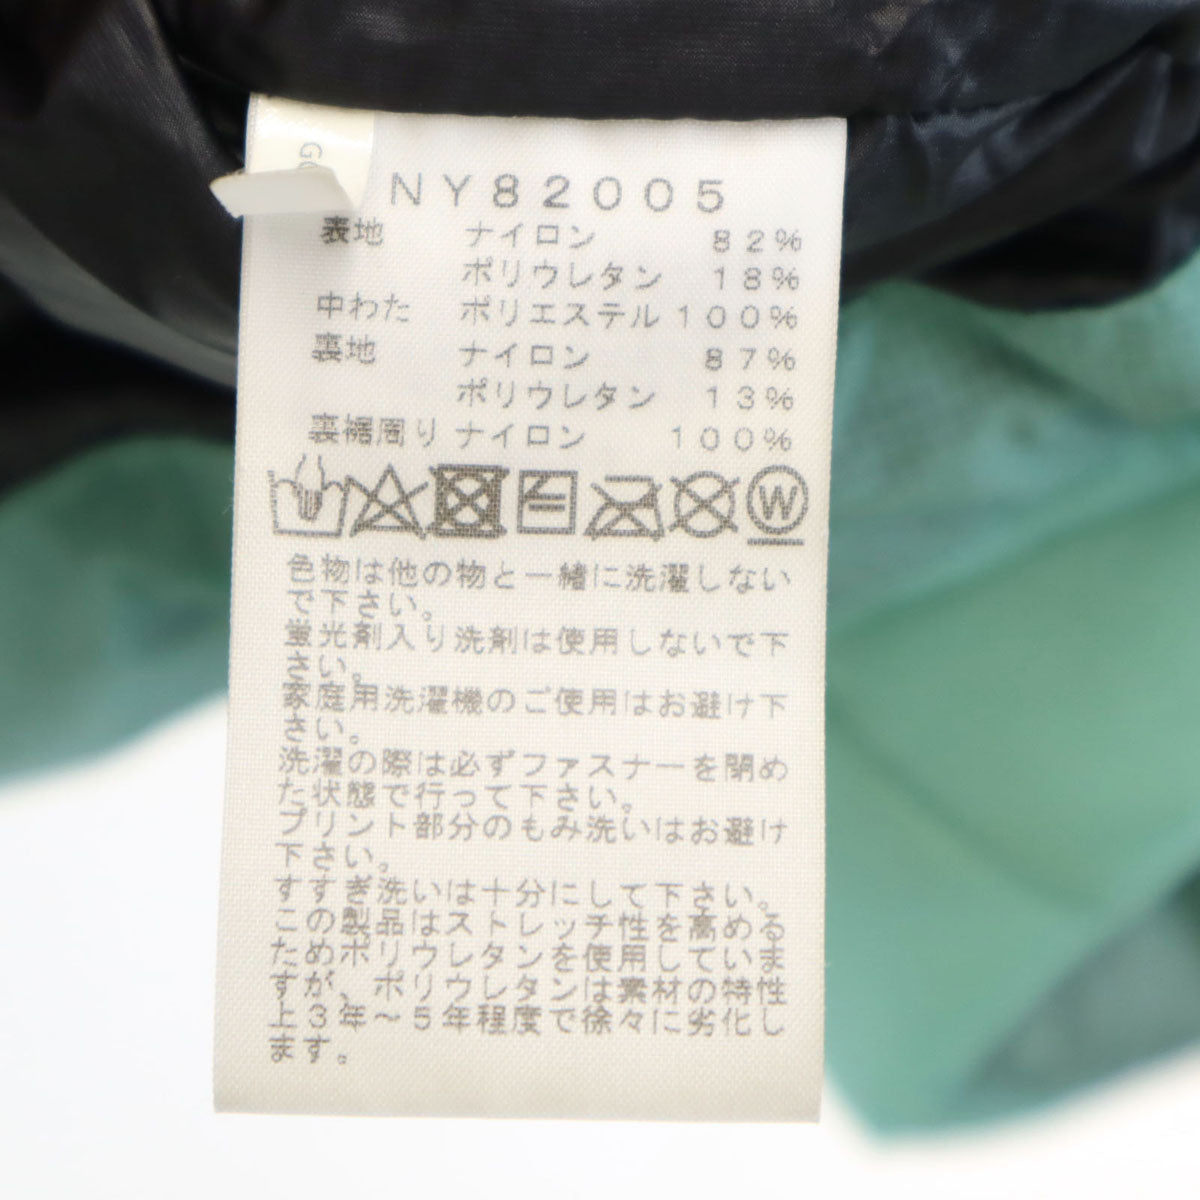 NY82005
表地 ナイロン 82%
ポリウレタン 18%
中わた ポリエステル 100%
裏地 ナイロン 87%
ポリウレタン 13%
裏裾周り ナイロン 100%
W
色物は他の物と一緒に洗濯しない
で下さい。
蛍光剤入り洗剤は使用しないで下
さい。
家庭用洗濯機のご使用はお避け下
さい。
洗濯の際は必ずファスナーを閉め
た状態で行って下さい。
プリント部分のもみ洗いはお避け
下さい。
すすぎ洗いは十分にして下さい。
この製品はストレッチ性を高める
ためポリウレタンを使用していま
すが、ポリウレタンは素材の特性
上3年～5年程度で徐々に劣化し
ます。